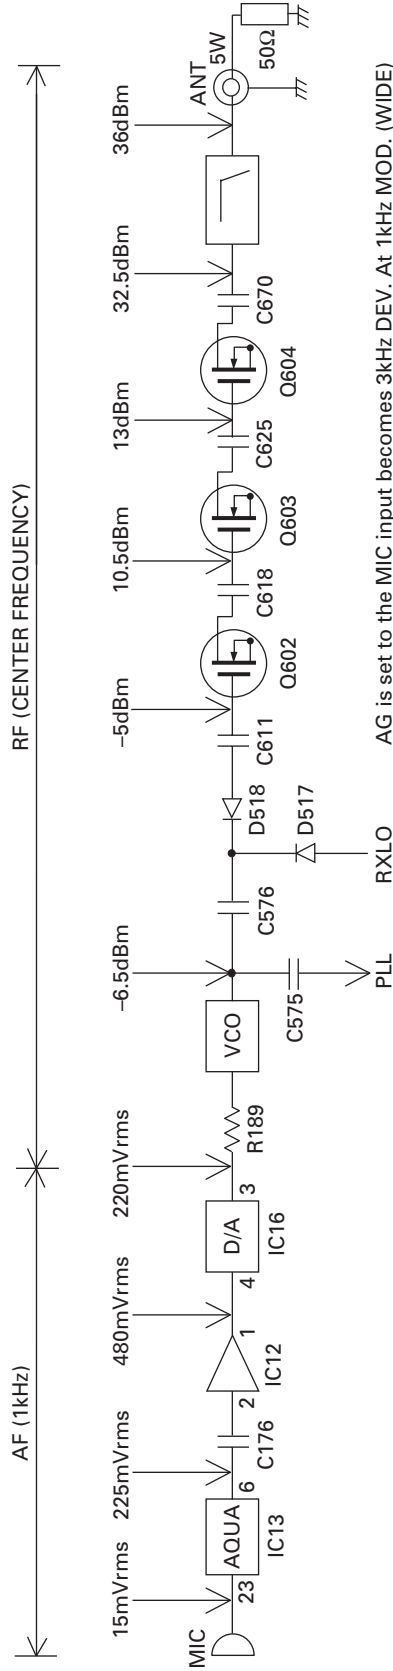 AF (1kHz)
RF (CENTER FREQUENCY)
15mVrms
225mVrms
480mVrms
220mVrms
–6.5dBm
–5dBm
10.5dBm
13dBm
32.5dBm
36dBm
MIC
23
AQUA
IC13
6
C176
2
1
IC12
4
D/A
IC16
3
R189
VCO
C575
PLL
C576
D518
D517
RXLO
C611
Q602
C618
Q603
C625
Q604
C670
ANT
5W
50Ω
AG is set to the MIC input becomes 3kHz DEV. At 1kHz MOD. (WIDE)